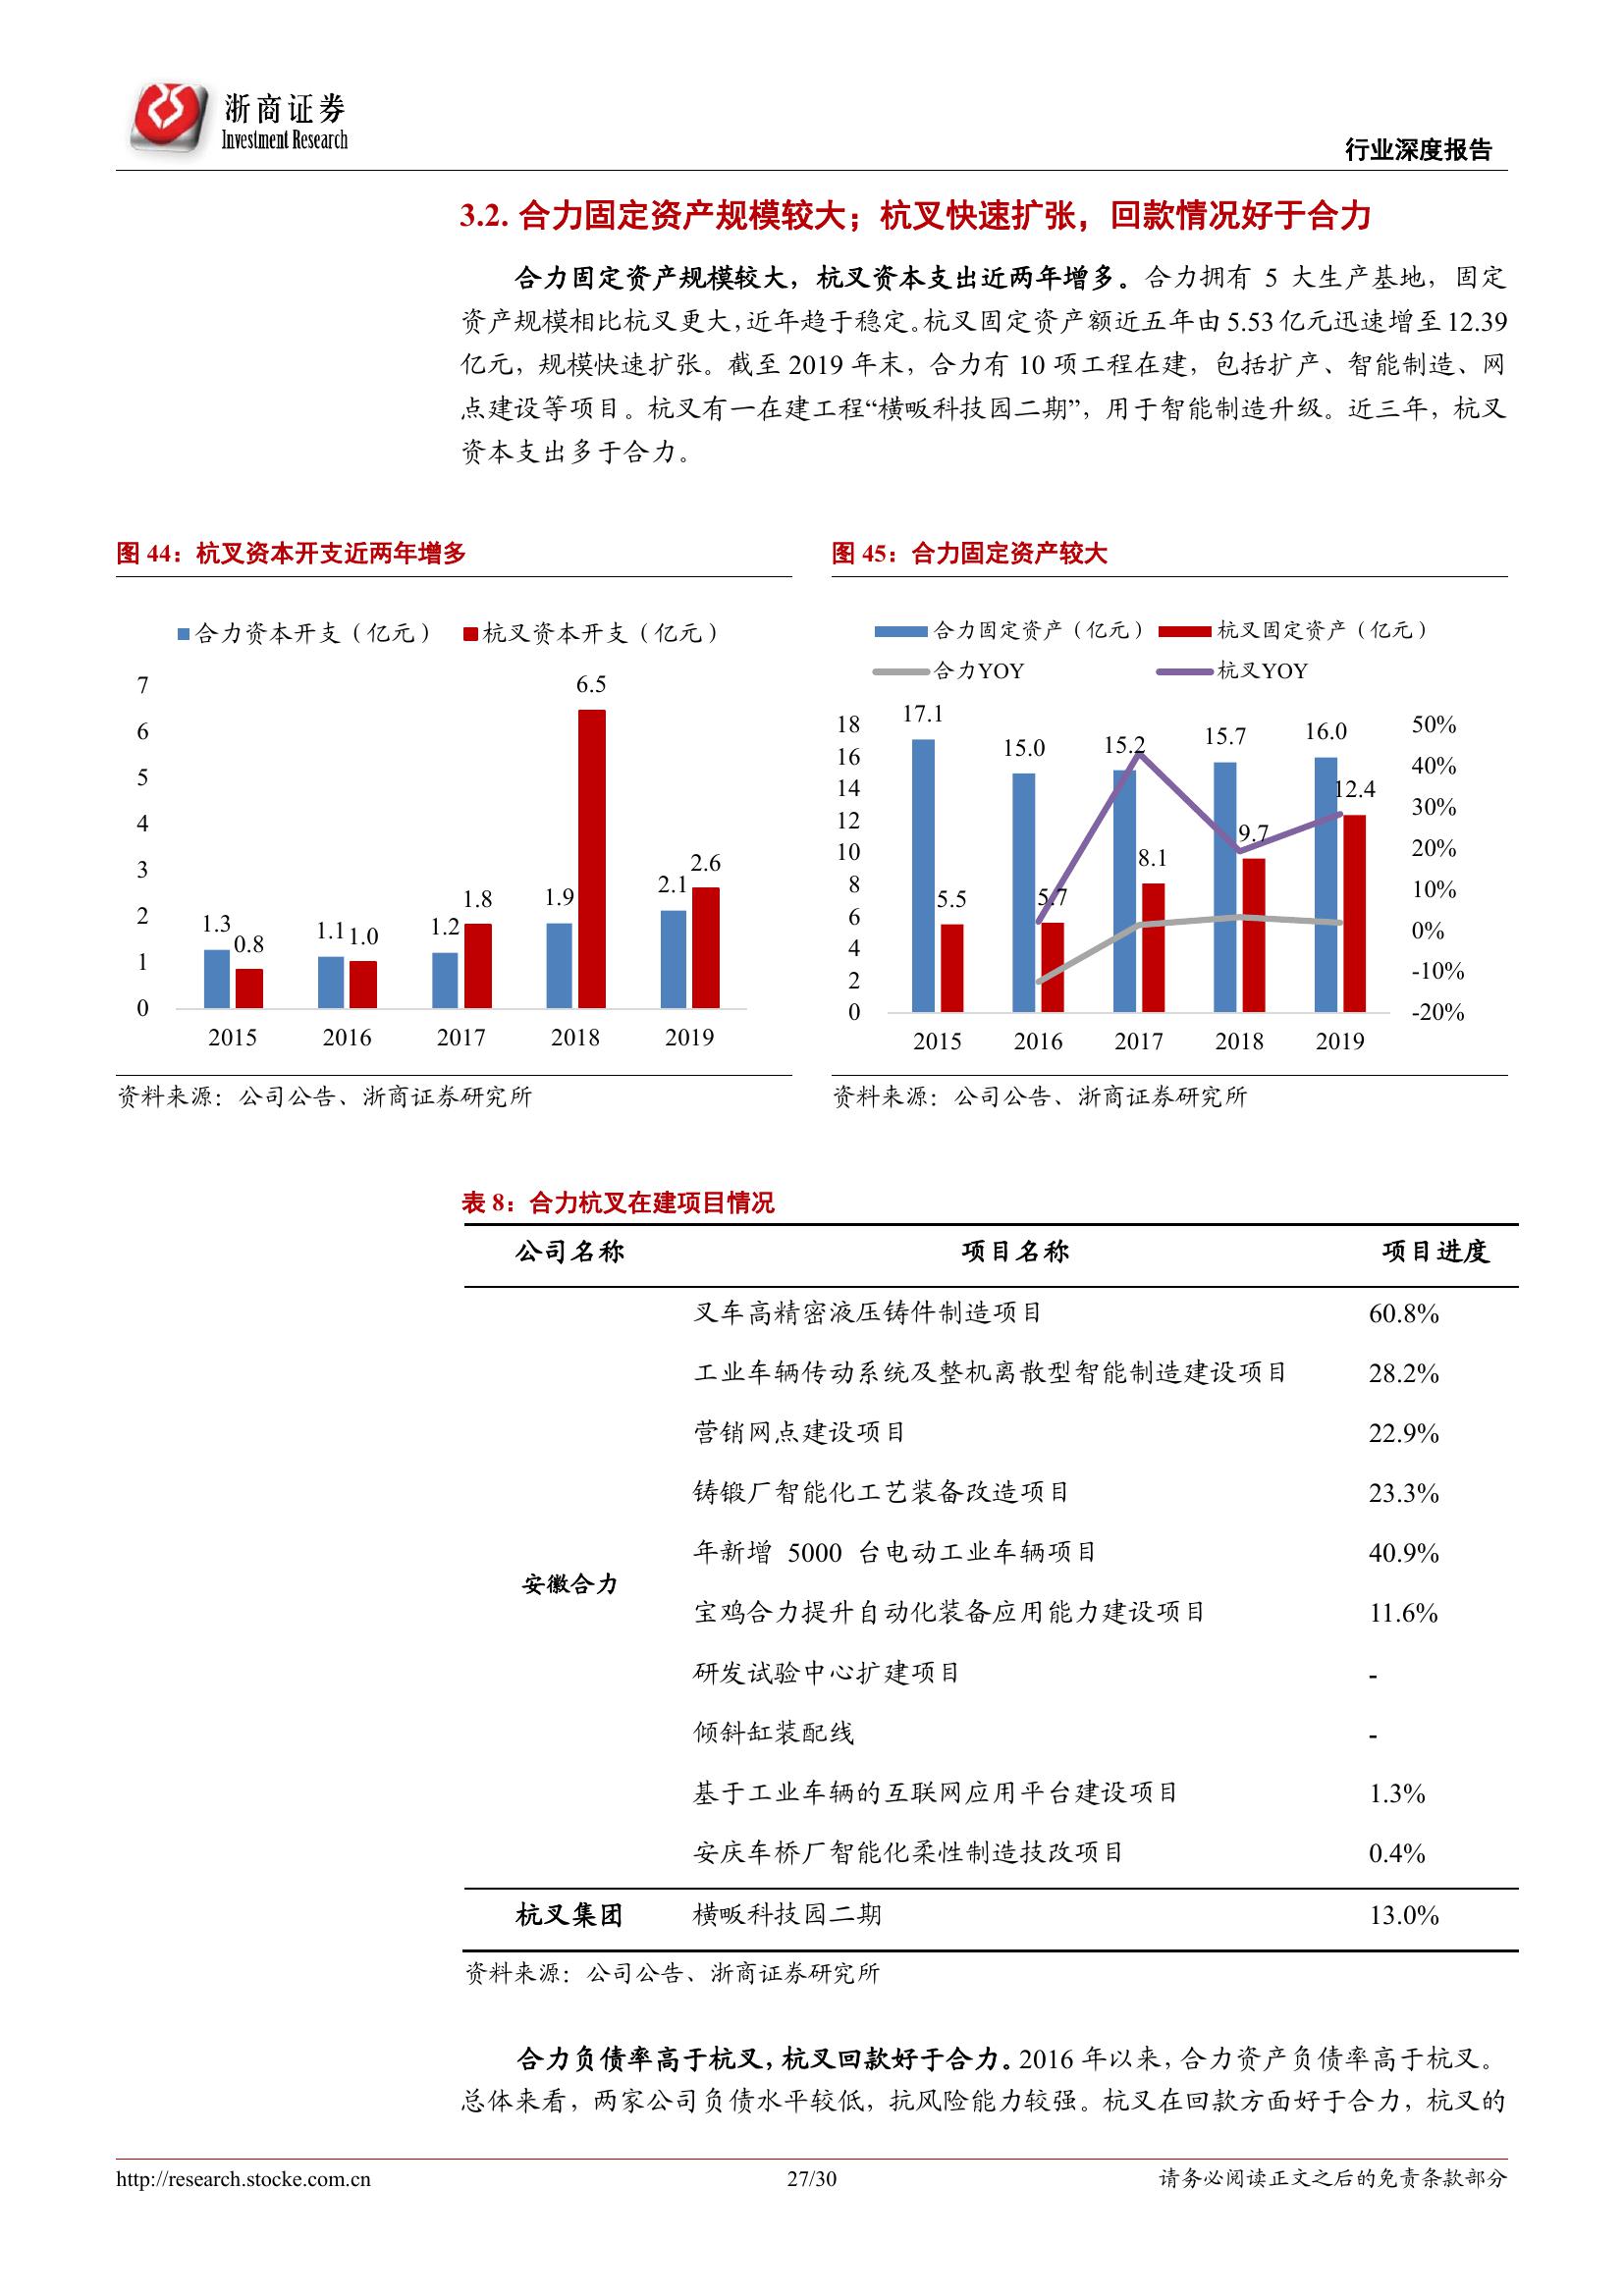 浙商证券
Investment Research
行业深度报告
3.2. 合力固定资产规模较大；杭叉快速扩张，回款情况好于合力
合力固定资产规模较大，杭叉资本支出近两年增多。合力拥有 5 大生产基地，固定
资产规模相比杭叉更大，近年趋于稳定。杭叉固定资产额近五年由 5.53 亿元迅速增至 12.39
亿元，规模快速扩张。截至 2019 年末，合力有 10 项工程在建，包括扩产、智能制造、网
点建设等项目。杭叉有一在建工程“横畈科技园二期”，用于智能制造升级。近三年，杭叉
资本支出多于合力。
图 44：杭叉资本开支近两年增多
合力资本开支（亿元） 杭叉资本开支（亿元）
7
6
5
4
3
2
1
0
1.3 0.8 1.1 1.0 1.2 1.8 1.9 6.5 2.1 2.6
2015 2016 2017 2018 2019
资料来源：公司公告、浙商证券研究所
图 45：合力固定资产较大
合力固定资产（亿元） 杭叉固定资产（亿元）
合力YOY 杭叉YOY
18
16
14
12
10
8
6
4
2
0
17.1 15.0 15.2 15.7 16.0
5.5 5.7 8.1 9.7 12.4
50%
40%
30%
20%
10%
0%
-10%
-20%
2015 2016 2017 2018 2019
资料来源：公司公告、浙商证券研究所
表 8：合力杭叉在建项目情况
公司名称 项目名称 项目进度
叉车高精密液压铸件制造项目 60.8%
工业车辆传动系统及整机离散型智能制造建设项目 28.2%
营销网点建设项目 22.9%
铸锻厂智能化工艺装备改造项目 23.3%
年新增 5000 台电动工业车辆项目 40.9%
安徽合力
宝鸡合力提升自动化装备应用能力建设项目 11.6%
研发试验中心扩建项目 -
倾斜缸装配线 -
基于工业车辆的互联网应用平台建设项目 1.3%
安庆车桥厂智能化柔性制造技改项目 0.4%
杭叉集团 横畈科技园二期 13.0%
资料来源：公司公告、浙商证券研究所
合力负债率高于杭叉，杭叉回款好于合力。2016 年以来，合力资产负债率高于杭叉。
总体来看，两家公司负债水平较低，抗风险能力较强。杭叉在回款方面好于合力，杭叉的
http://research.stocke.com.cn 27/30 请务必阅读正文之后的免责条款部分